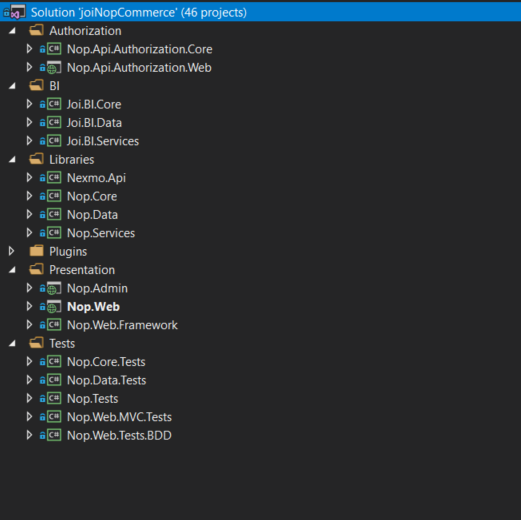 Solution 'joiNopCommerce' (46 projects)
Authorization
C# Nop.Api.Authorization.Core
Nop.Api.Authorization.Web
BI
C# Joi.BI.Core
C# Joi.BI.Data
C# Joi.BI.Services
Libraries
C# Nexmo.Api
C# Nop.Core
C# Nop.Data
C# Nop.Services
Plugins
Presentation
Nop.Admin
Nop.Web
C# Nop.Web.Framework
Tests
C# Nop.Core.Tests
C# Nop.Data.Tests
C# Nop.Tests
C# Nop.Web.MVC.Tests
C# Nop.Web.Tests.BDD